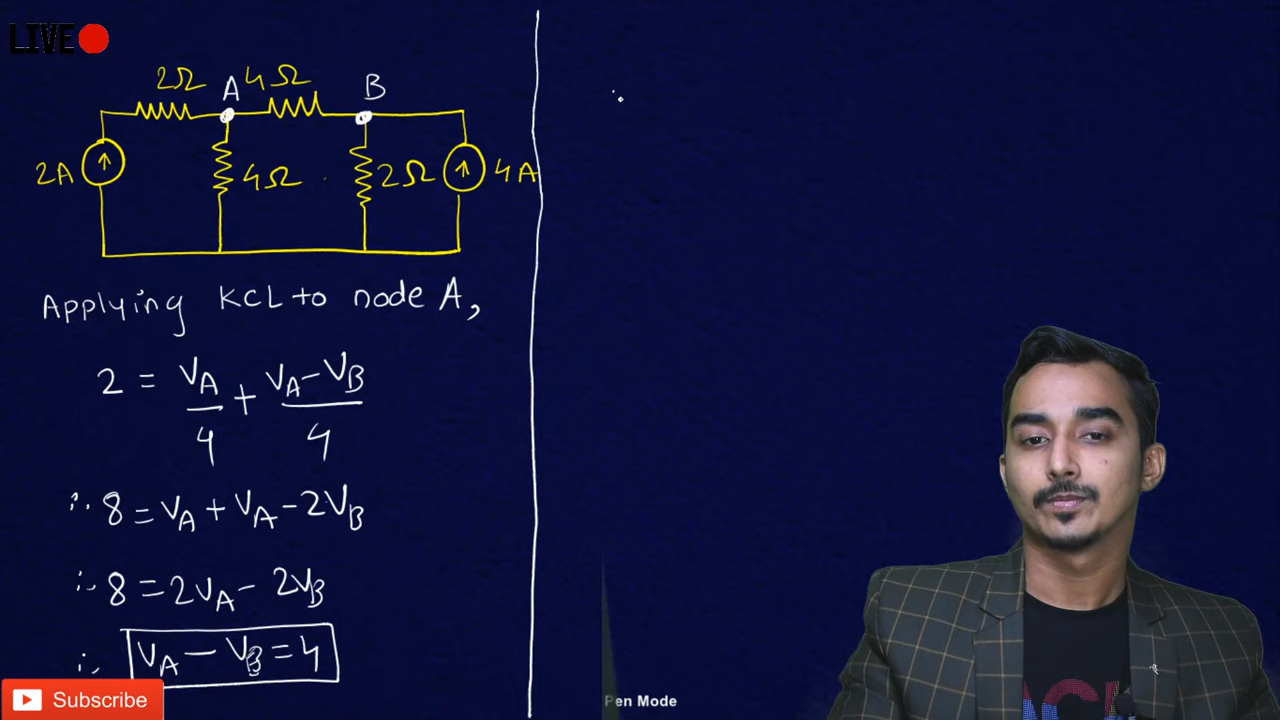 LIVE
2Ω A 4Ω B
2A 4Ω 2Ω 4A
Applying KCL to node A,
2 = VA/4 + (VA - VB)/4
∴ 8 = VA + VA - 2VB
∴ 8 = 2VA - 2VB
∴ VA - VB = 4
Subscribe
Pen Mode